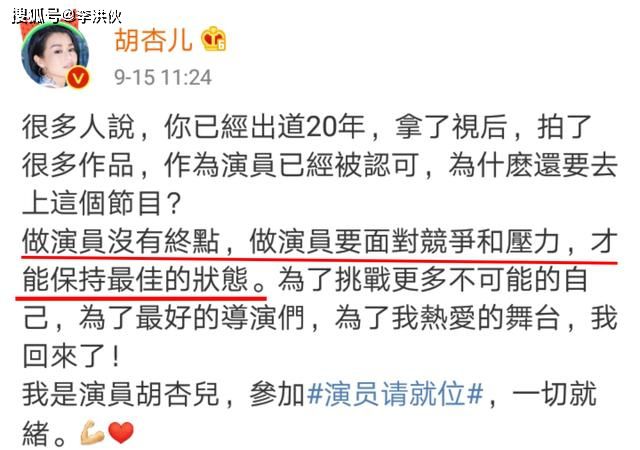 搜狐号@李洪伙
胡杏儿
9-15 11:24
很多人說，你已經出道20年，拿了視后，拍了
很多作品，作為演員已經被認可，為什麽還要去
上這個節目？
做演員沒有終點，做演員要面對競爭和壓力，才
能保持最佳的狀態。為了挑戰更多不可能的自
己，為了最好的導演們，為了我熱愛的舞台，我
回來了！
我是演員胡杏兒，參加#演员请就位#，一切就
緒。💪🏼❤️